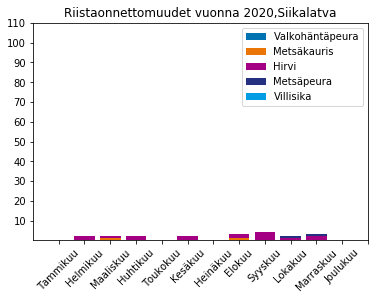 Riistaonnettomuudet vuonna 2020,Siikalatva
Valkohäntäpeura
Metsäkauris
Hirvi
Metsäpeura
Villisika
110
100
90
80
70
60
50
40
30
20
10
Tammikuu
Helmikuu
Maaliskuu
Huhtikuu
Toukokuu
Kesäkuu
Heinäkuu
Elokuu
Syyskuu
Lokakuu
Marraskuu
Joulukuu